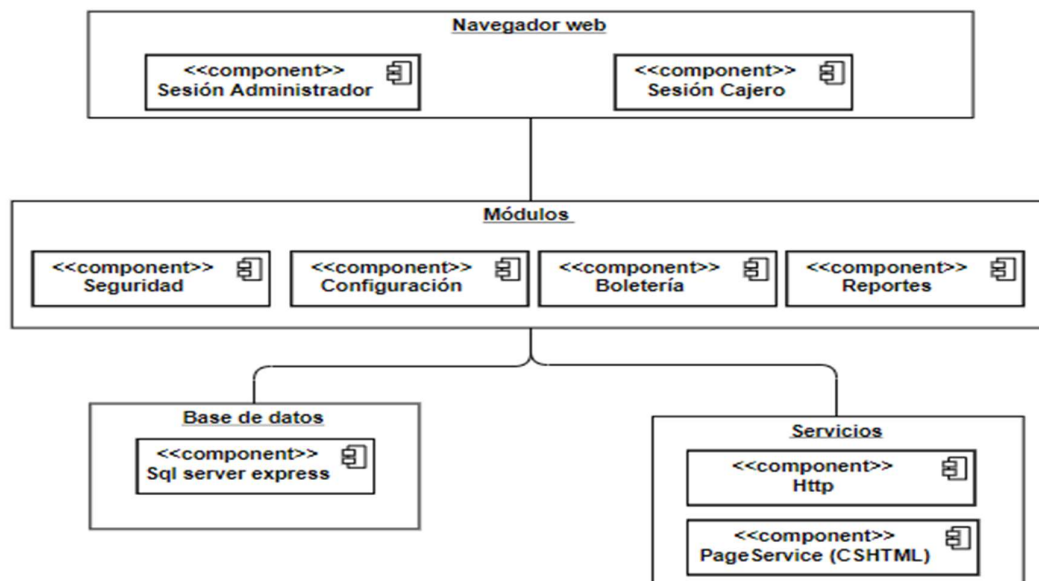 Navegador web
<<component>>
Sesión Administrador
<<component>>
Sesión Cajero
Módulos
<<component>>
Seguridad
<<component>>
Configuración
<<component>>
Boletería
<<component>>
Reportes
Base de datos
<<component>>
Sql server express
Servicios
<<component>>
Http
<<component>>
PageService (CSHTML)